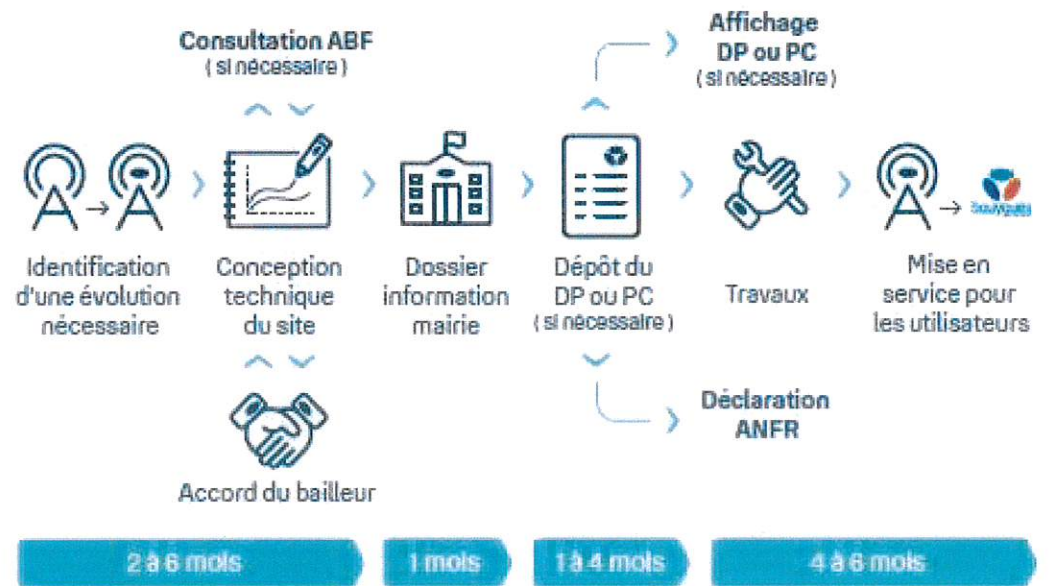 Consultation ABF
( si nécessaire )
Affichage
DP ou PC
( si nécessaire )
Identification
d'une évolution
nécessaire
Conception
technique
du site
Dossier
information
mairie
Dépôt du
DP ou PC
( si nécessaire )
Travaux
Mise en
service pour
les utilisateurs
bouygues
Accord du bailleur
Déclaration
ANFR
2 à 6 mois
1 mois
1 à 4 mois
4 à 6 mois